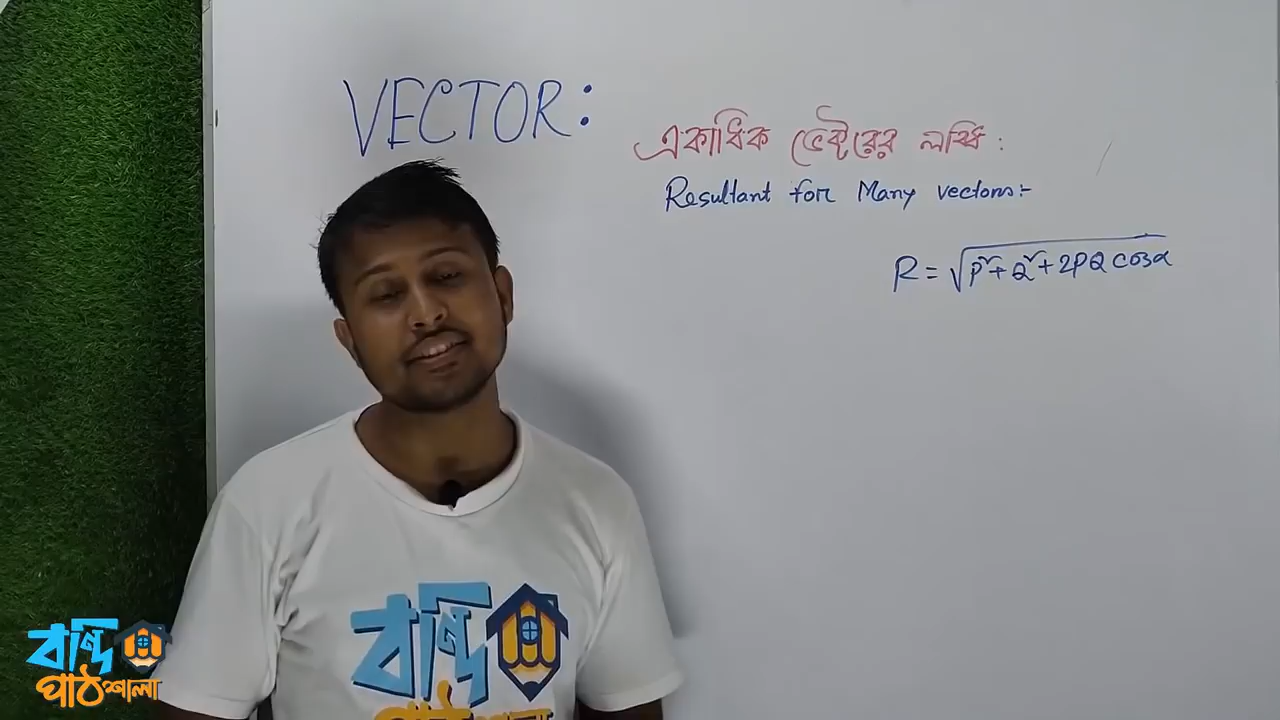 VECTOR:
একাধিক ভেক্টরের লব্ধি :
Resultant for Many vectors:-
R = √P²+Q²+2PQ cosα
বন্দি
পাঠশালা
বন্দি
পাঠশালা